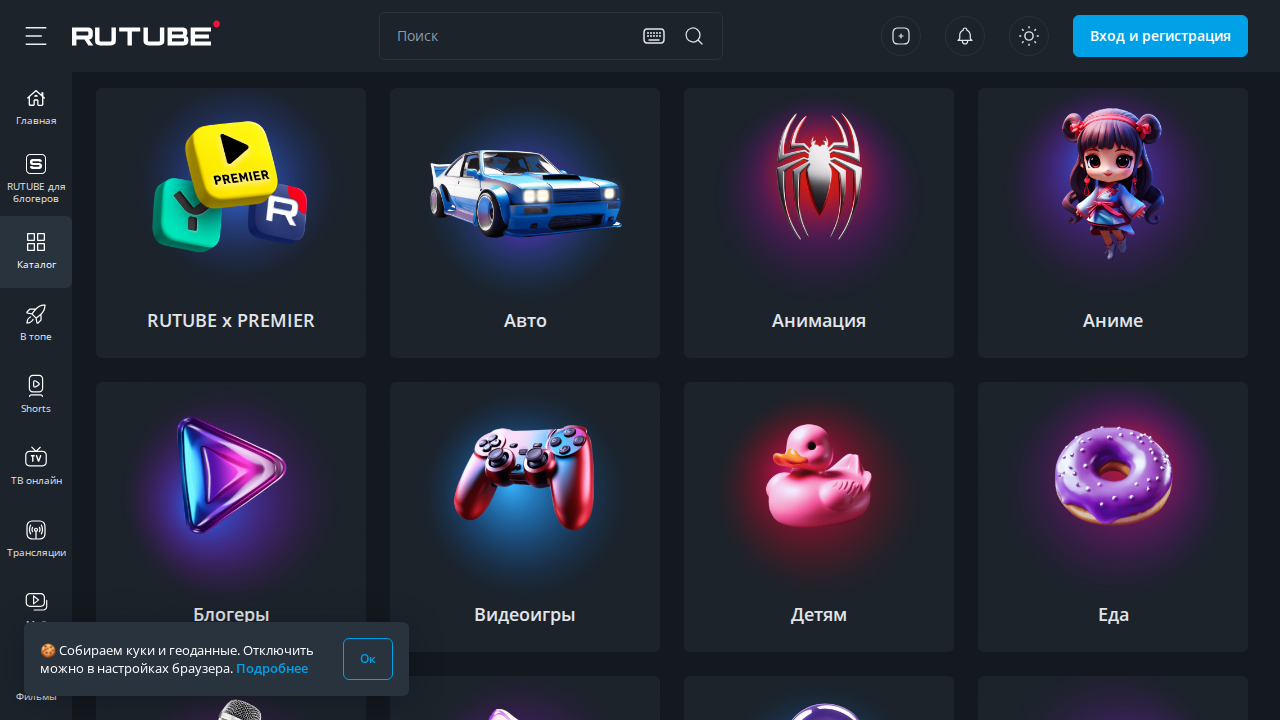 RUTUBE
Поиск
Вход и регистрация
Главная
RUTUBE для
блогеров
Каталог
В топе
Shorts
ТВ онлайн
Трансляции
Фильмы
PREMIER
R
RUTUBE x PREMIER
Авто
Анимация
Аниме
Блогеры
Видеоигры
Детям
Еда
🍪 Собираем куки и геоданные. Отключить
можно в настройках браузера. Подробнее
Ок